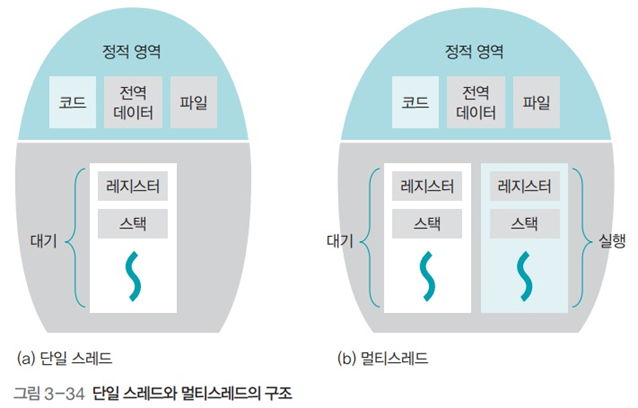 정적 영역
코드
전역
데이터
파일
레지스터
스택
대기
(a) 단일 스레드
정적 영역
코드
전역
데이터
파일
레지스터
스택
레지스터
스택
대기
실행
(b) 멀티스레드
그림 3-34 단일 스레드와 멀티스레드의 구조